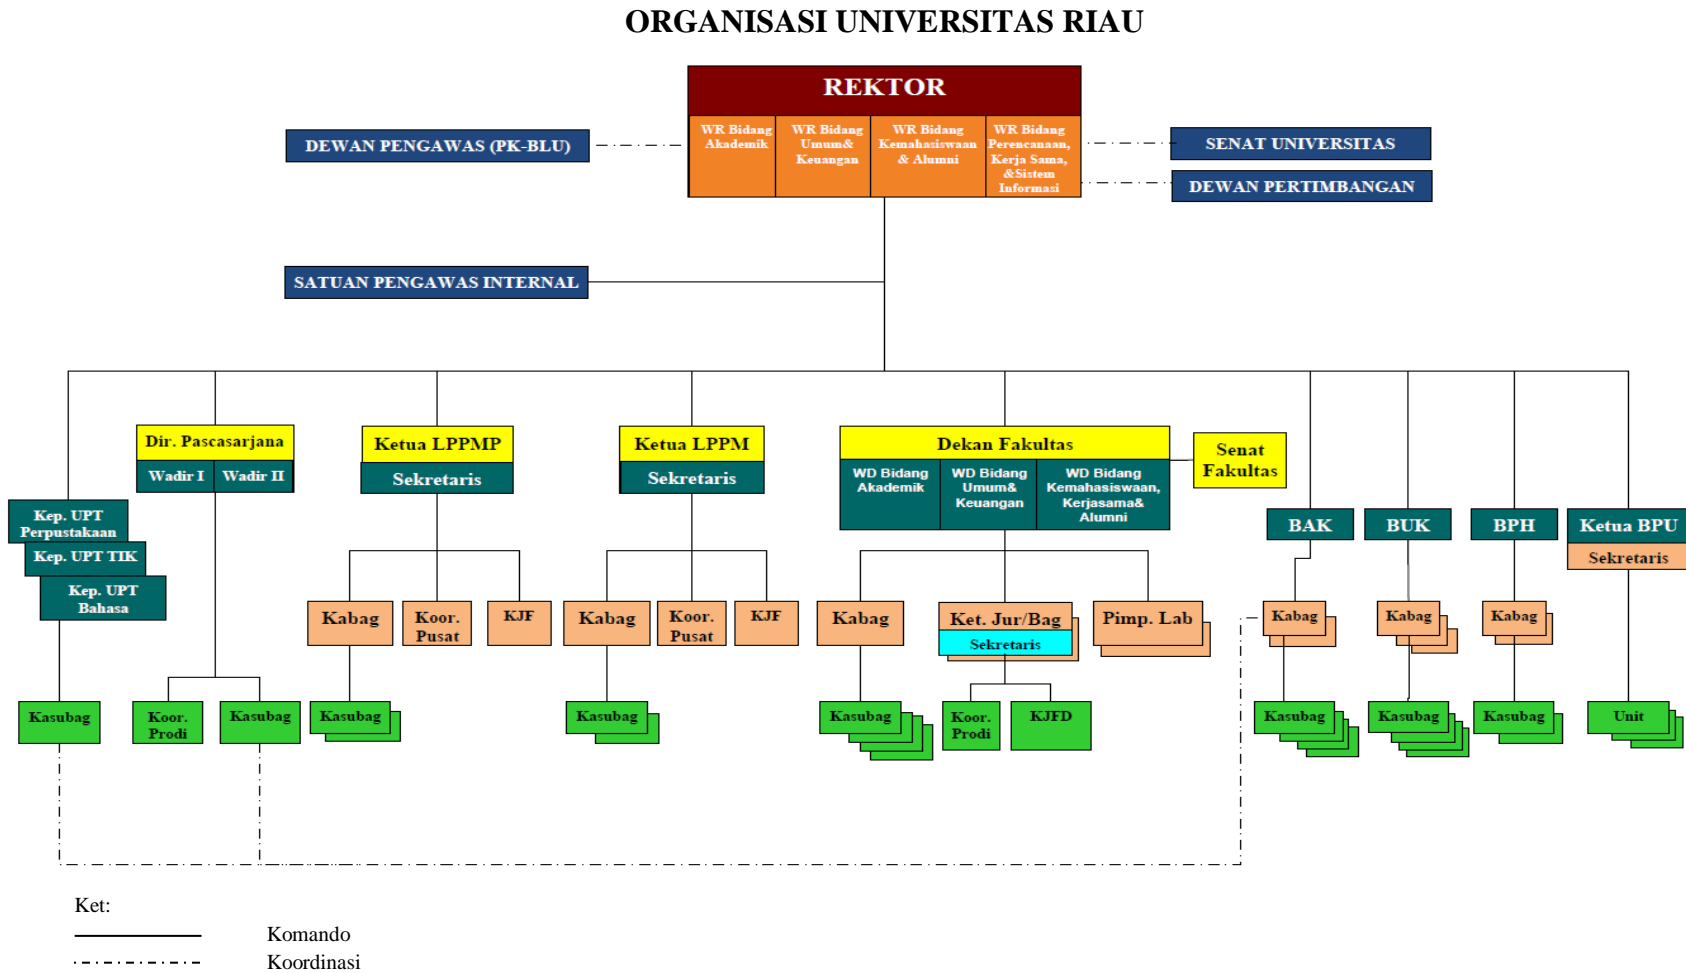 ORGANISASI UNIVERSITAS RIAU
REKTOR
WR Bidang
Akademik
WR Bidang
Umum&
Keuangan
WR Bidang
Kemahasiswaan
& Alumni
WR Bidang
Perencanaan,
Kerja Sama,
&Sistem
Informasi
DEWAN PENGAWAS (PK-BLU)
SENAT UNIVERSITAS
DEWAN PERTIMBANGAN
SATUAN PENGAWAS INTERNAL
Kep. UPT
Perpustakaan
Kep. UPT TIK
Kep. UPT
Bahasa
Dir. Pascasarjana
Wadir I
Wadir II
Ketua LPPMP
Sekretaris
Ketua LPPM
Sekretaris
Dekan Fakultas
WD Bidang
Akademik
WD Bidang
Umum&
Keuangan
WD Bidang
Kemahasiswaan,
Kerjasama&
Alumni
Senat
Fakultas
BAK
BUK
BPH
Ketua BPU
Sekretaris
Kabag
Koor.
Pusat
KJF
Kabag
Koor.
Pusat
KJF
Kabag
Ket. Jur/Bag
Sekretaris
Pimp. Lab
Kabag
Kabag
Kabag
Kasubag
Koor.
Prodi
Kasubag
Kasubag
Kasubag
Kasubag
Koor.
Prodi
KJFD
Kasubag
Kasubag
Kasubag
Unit
Ket:
Komando
Koordinasi